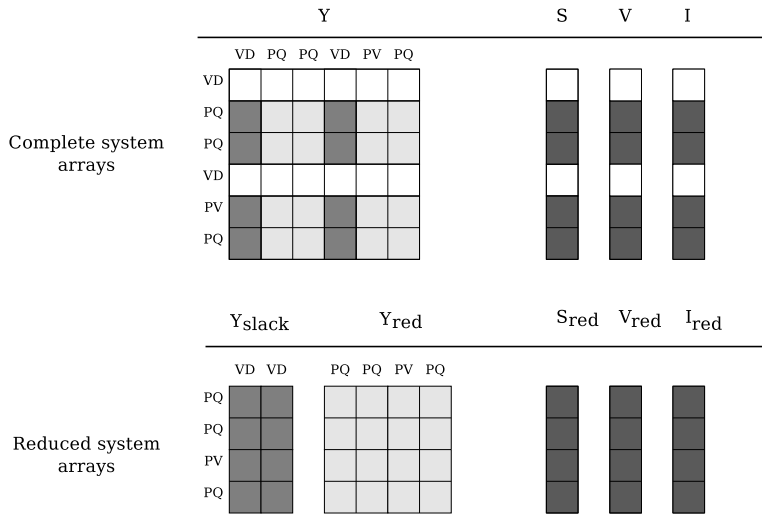 Y S V I
VD PQ PQ VD PV PQ
VD
PQ
Complete system
arrays
PQ
VD
PV
PQ
Yslack Yred Sred Vred Ired
VD VD PQ PQ PV PQ
PQ
PQ
Reduced system
arrays
PV
PQ